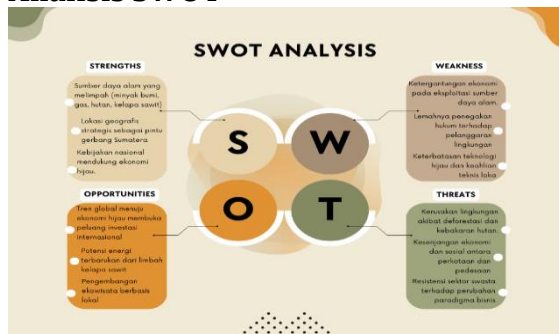 SWOT ANALYSIS
STRENGTHS
Sumber daya alam yang
melimpah (minyak bumi,
gas, hutan, kelapa sawit)
Lokasi geografis
strategis sebagai pintu
gerbang Sumatera.
Kebijakan nasional
mendukung ekonomi
hijau.
WEAKNESS
Ketergantungan ekonomi
pada eksploitasi sumber
daya alam.
Lemahnya penegakan
hukum terhadap
pelanggaran
lingkungan
Keterbatasan teknologi
hijau dan keahlian
teknis loka
S
W
O
T
OPPORTUNITIES
Tren global menuju
ekonomi hijau membuka
peluang investasi
internasional
Potensi energi
terbarukan dari limbah
kelapa sawit
Pengembangan
ekowisata berbasis
lokal
THREATS
Kerusakan lingkungan
akibat deforestasi dan
kebakaran hutan.
Kesenjangan ekonomi
dan sosial antara
perkotaan dan
pedesaan
Resistensi sektor swasta
terhadap perubahan
paradigma bisnis